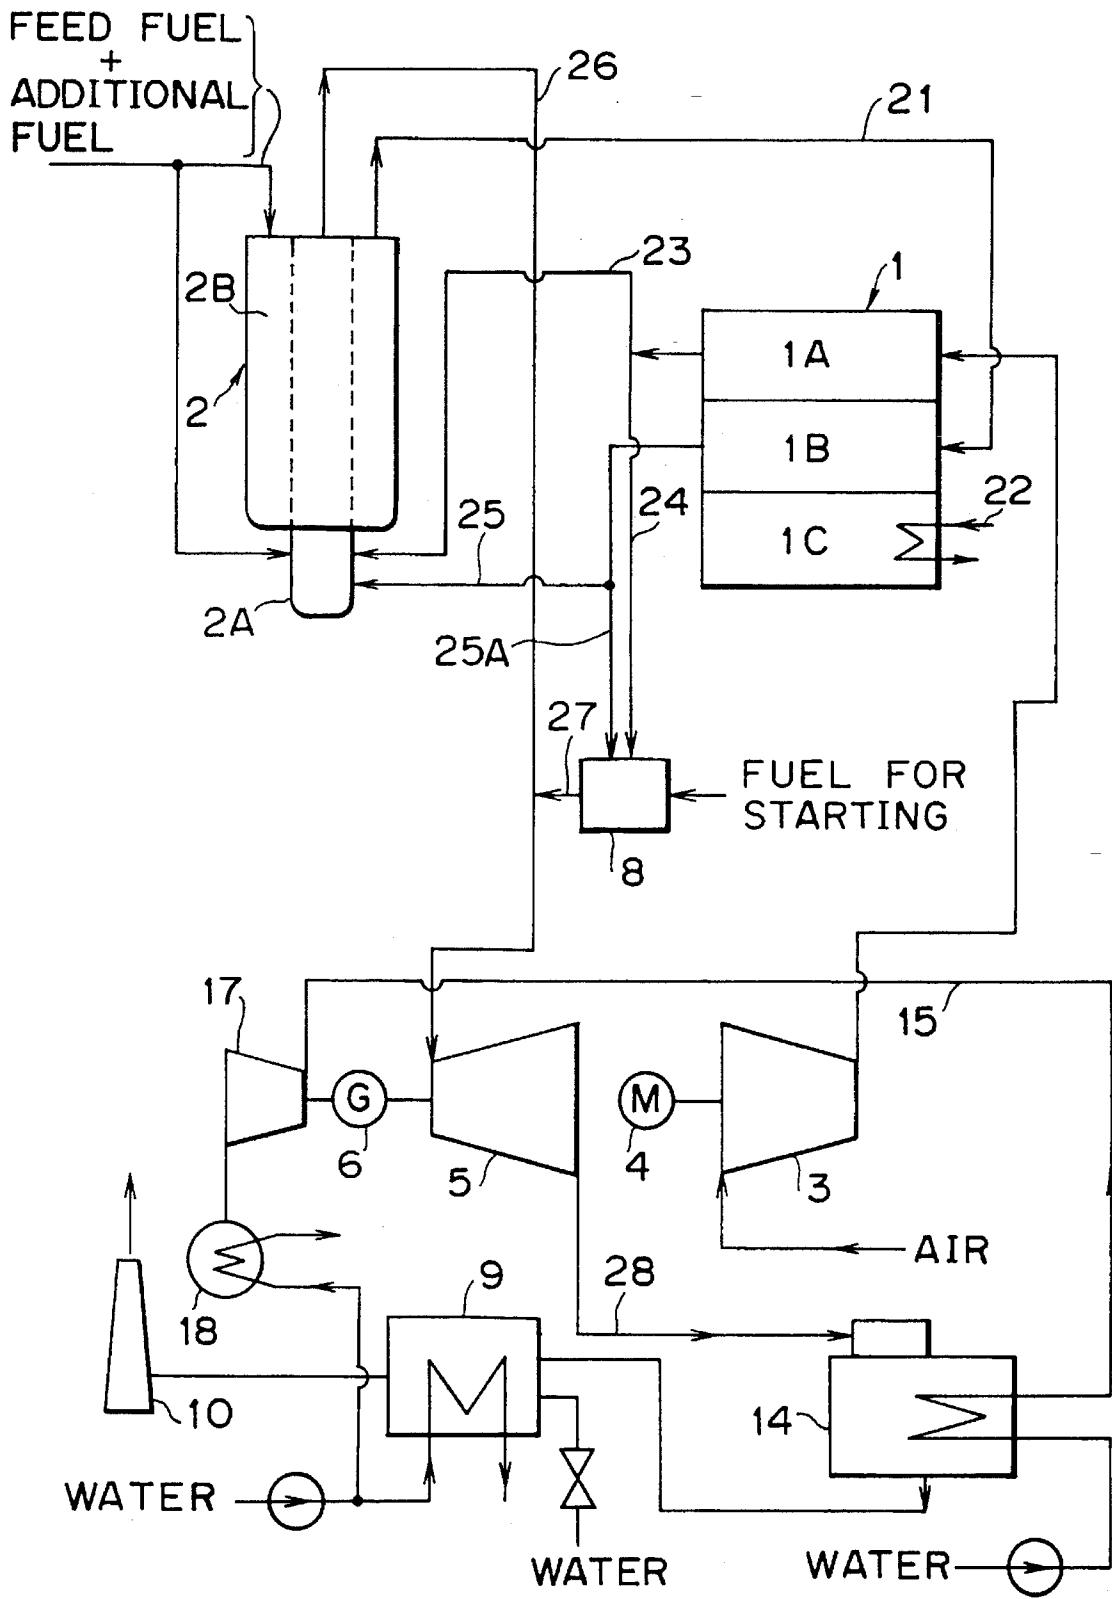 FEED FUEL
+
ADDITIONAL
FUEL
26
21
23
1
2B
1A
2
1B
22
25
24
1C
2A
25A
27
FUEL FOR
STARTING
8
17
15
G
M
6
5
4
3
AIR
28
9
18
10
14
WATER
WATER
WATER